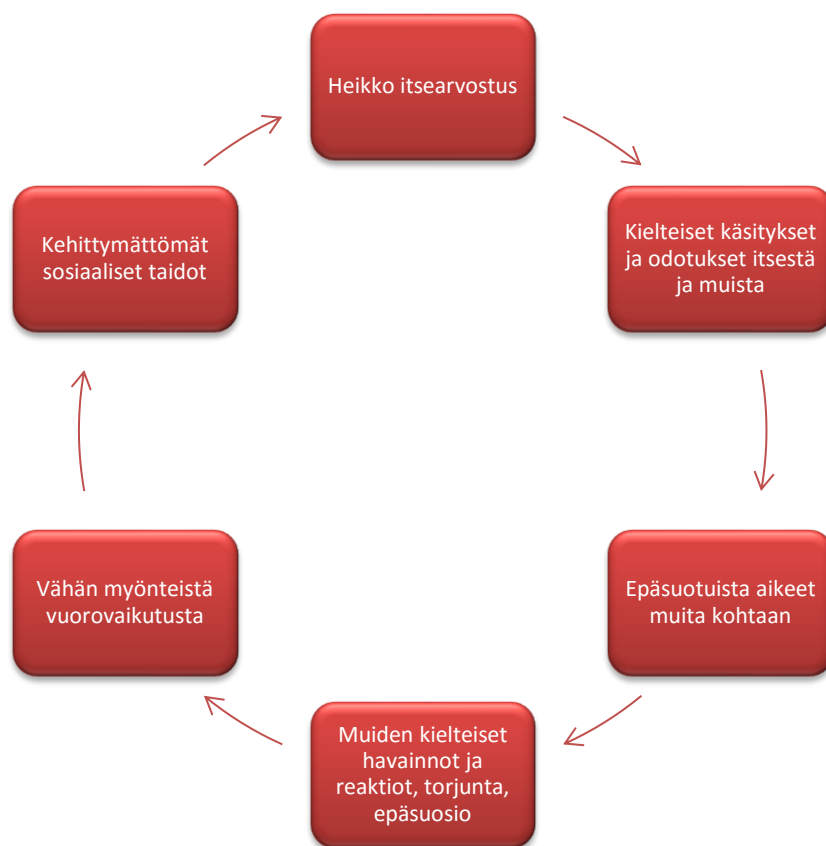 Heikko itsearvostus
Kielteiset käsitykset
ja odotukset itsestä
ja muista
Epäsuotuista aikeet
muita kohtaan
Muiden kielteiset
havainnot ja
reaktiot, torjunta,
epäsuosio
Vähän myönteistä
vuorovaikutusta
Kehittymättömät
sosiaaliset taidot